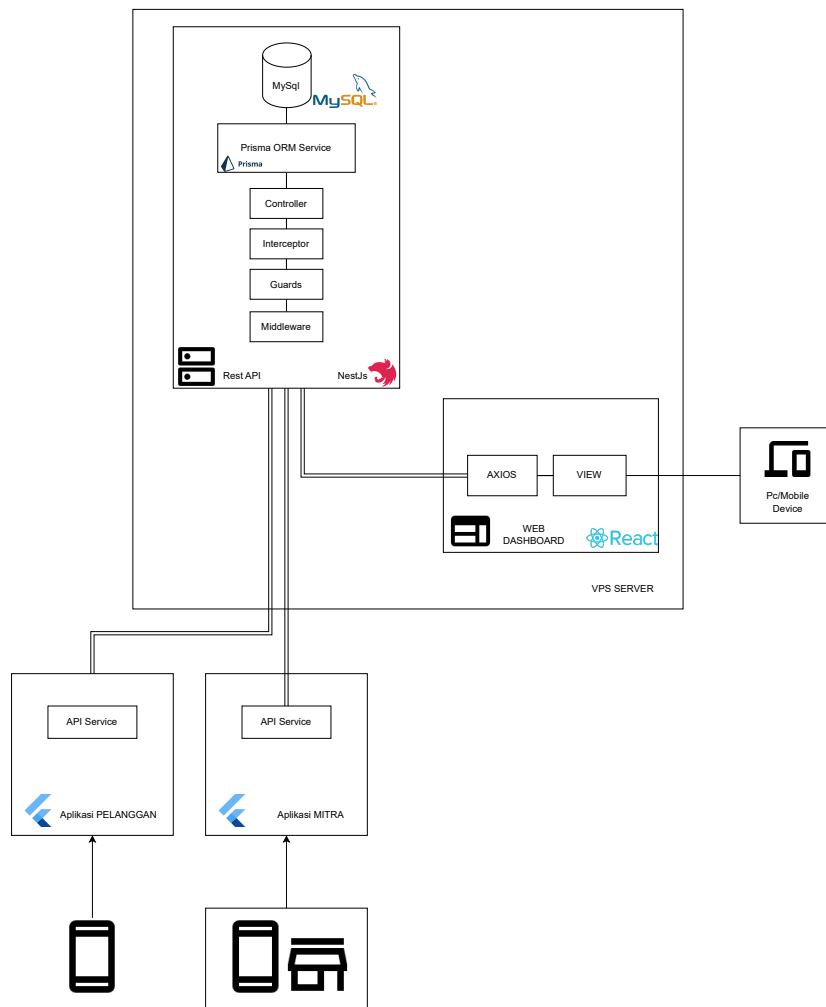 MySql
MySQL
Prisma ORM Service
Prisma
Controller
Interceptor
Guards
Middleware
Rest API
NestJs
AXIOS
VIEW
WEB
DASHBOARD
React
Pc/Mobile
Device
VPS SERVER
API Service
Aplikasi PELANGGAN
API Service
Aplikasi MITRA